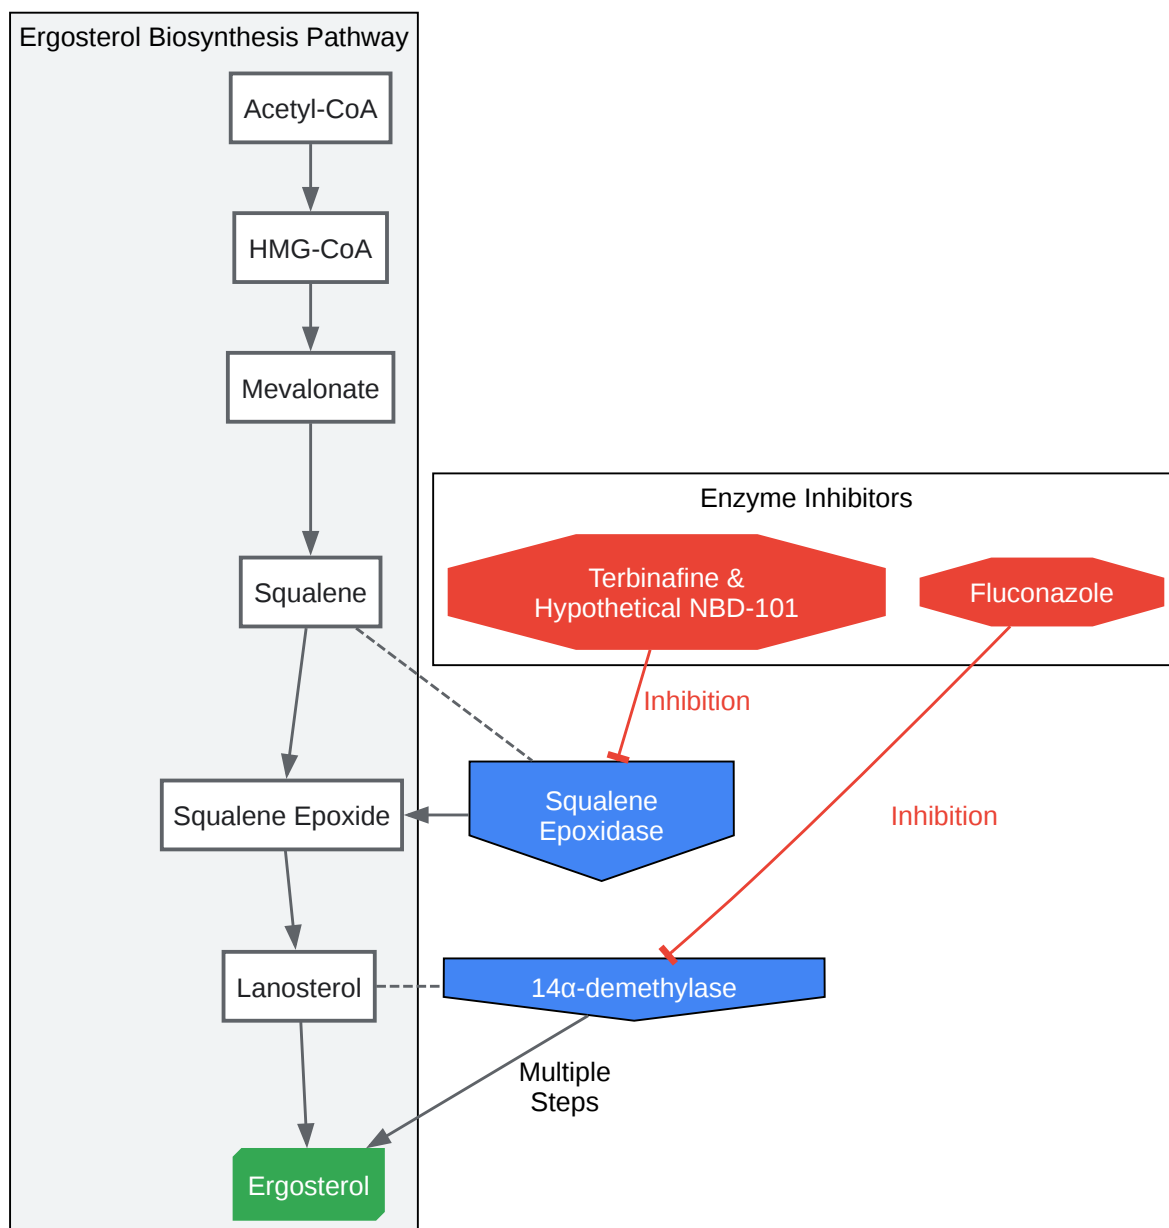 Ergosterol Biosynthesis Pathway
Acetyl-CoA
HMG-CoA
Mevalonate
Enzyme Inhibitors
Terbinafine &
Hypothetical NBD-101
Fluconazole
Squalene
Inhibition
Squalene Epoxide
Squalene
Epoxidase
Inhibition
Lanosterol
14α-demethylase
Multiple
Steps
Ergosterol